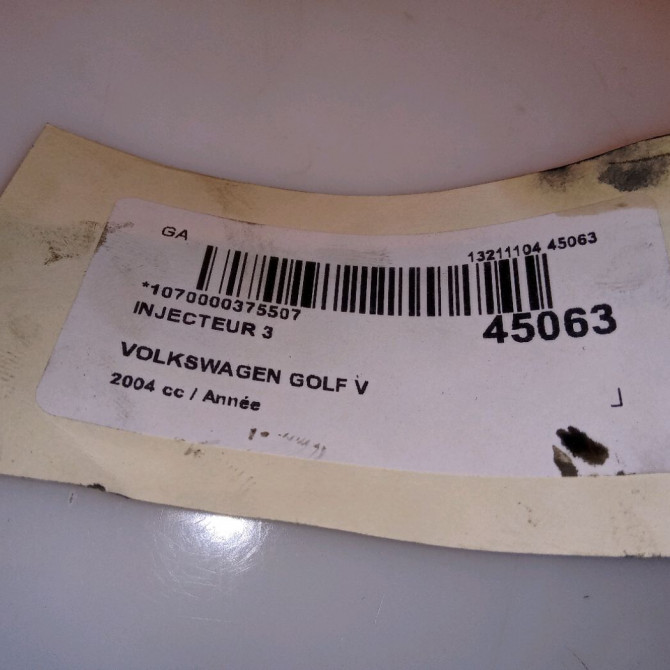 GA
13211104 45063
*1070000375507
45063
INJECTEUR 3
VOLKSWAGEN GOLF V
2004 cc / Année